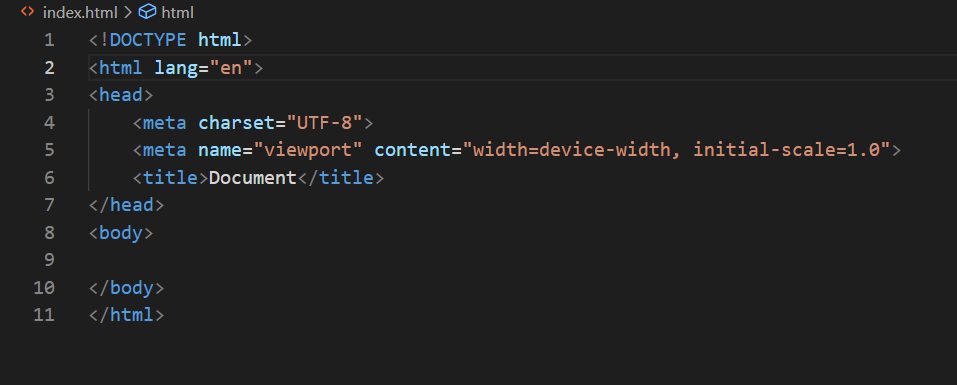 index.html > html
1 <!DOCTYPE html>
2 <html lang="en">
3 <head>
4     <meta charset="UTF-8">
5     <meta name="viewport" content="width=device-width, initial-scale=1.0">
6     <title>Document</title>
7 </head>
8 <body>
9
10 </body>
11 </html>